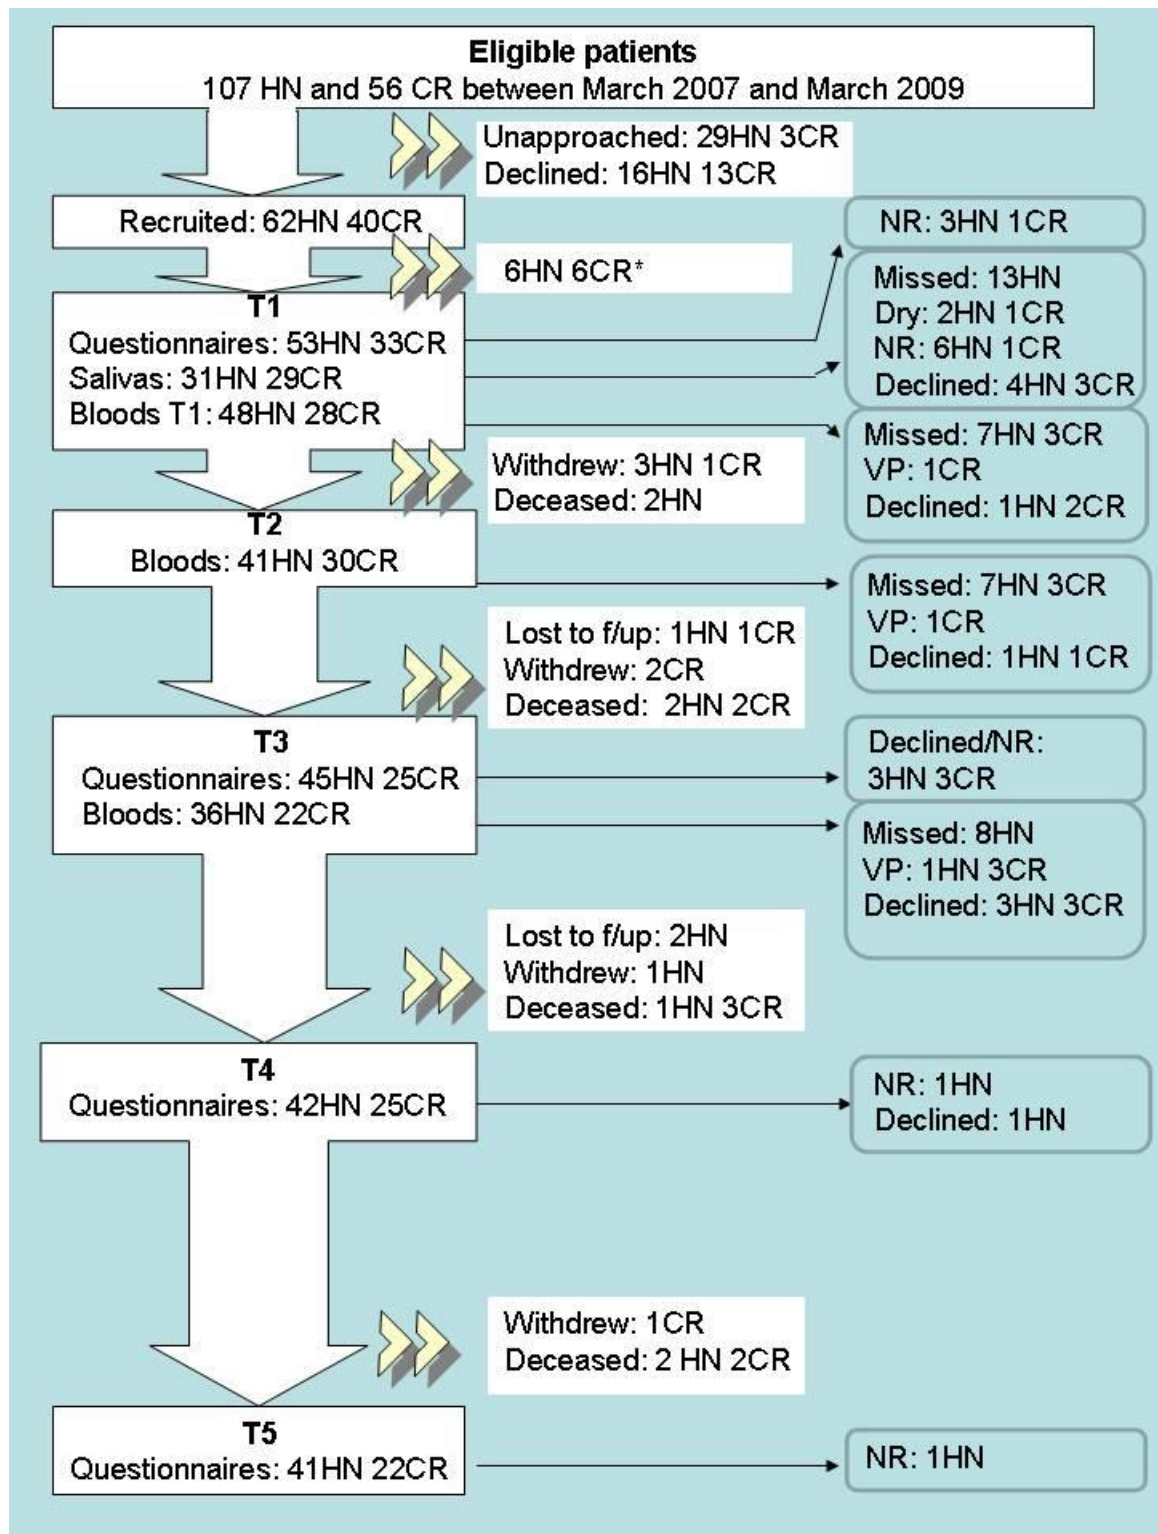 Eligible patients
107 HN and 56 CR between March 2007 and March 2009
Unapproached: 29HN 3CR
Declined: 16HN 13CR
Recruited: 62HN 40CR
NR: 3HN 1CR
6HN 6CR*
Missed: 13HN
Dry: 2HN 1CR
NR: 6HN 1CR
Declined: 4HN 3CR
T1
Questionnaires: 53HN 33CR
Salivas: 31HN 29CR
Bloods T1: 48HN 28CR
Missed: 7HN 3CR
VP: 1CR
Declined: 1HN 2CR
Withdrew: 3HN 1CR
Deceased: 2HN
T2
Bloods: 41HN 30CR
Missed: 7HN 3CR
VP: 1CR
Declined: 1HN 1CR
Lost to f/up: 1HN 1CR
Withdrew: 2CR
Deceased: 2HN 2CR
T3
Questionnaires: 45HN 25CR
Bloods: 36HN 22CR
Declined/NR:
3HN 3CR
Missed: 8HN
VP: 1HN 3CR
Declined: 3HN 3CR
Lost to f/up: 2HN
Withdrew: 1HN
Deceased: 1HN 3CR
T4
Questionnaires: 42HN 25CR
NR: 1HN
Declined: 1HN
Withdrew: 1CR
Deceased: 2 HN 2CR
T5
Questionnaires: 41HN 22CR
NR: 1HN